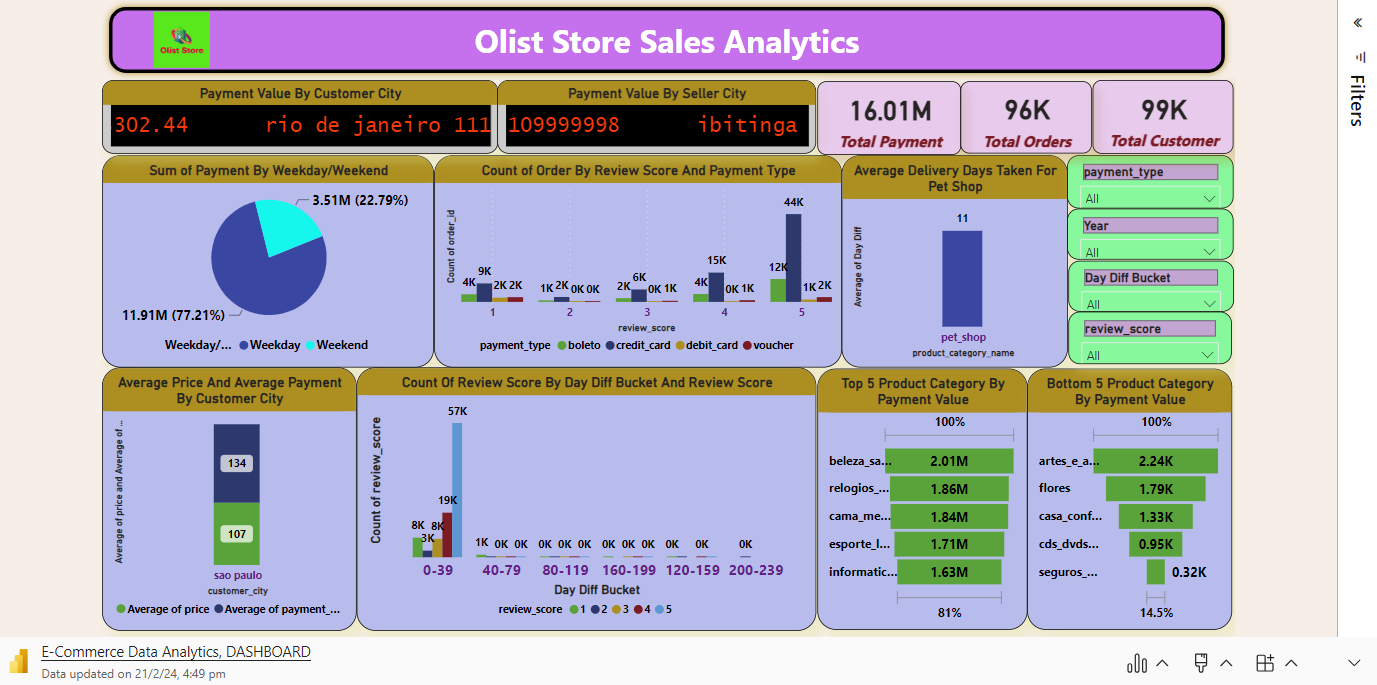 Olist Store
Olist Store Sales Analytics
Filters
Payment Value By Customer City
302.44 rio de janeiro 111
Payment Value By Seller City
109999998 ibitinga
16.01M
Total Payment
96K
Total Orders
99K
Total Customer
Sum of Payment By Weekday/Weekend
3.51M (22.79%)
11.91M (77.21%)
Weekday/... Weekday Weekend
Count of Order By Review Score And Payment Type
Count of order_id
4K 9K 2K 2K
1K 2K 0K 0K
2K 6K 0K 1K
4K 15K 0K 1K
12K 44K 1K 2K
1 2 3 4 5
review_score
payment_type boleto credit_card debit_card voucher
Average Delivery Days Taken For
Pet Shop
Average of Day Diff
11
pet_shop
product_category_name
payment_type
All
Year
All
Day Diff Bucket
All
review_score
All
Average Price And Average Payment
By Customer City
Average of price and Average of ...
134
107
sao paulo
customer_city
Average of price Average of payment_...
Count Of Review Score By Day Diff Bucket And Review Score
Count of review_score
8K 3K 8K 19K 57K
1K 0K 0K
0K 0K 0K
0K 0K 0K
0K 0K
0K
0-39 40-79 80-119 160-199 120-159 200-239
Day Diff Bucket
review_score 1 2 3 4 5
Top 5 Product Category By
Payment Value
100%
beleza_sa... 2.01M
relogios_... 1.86M
cama_me... 1.84M
esporte_l... 1.71M
informatic... 1.63M
81%
Bottom 5 Product Category
By Payment Value
100%
artes_e_a... 2.24K
flores 1.79K
casa_conf... 1.33K
cds_dvds... 0.95K
seguros_... 0.32K
14.5%
E-Commerce Data Analytics, DASHBOARD
Data updated on 21/2/24, 4:49 pm